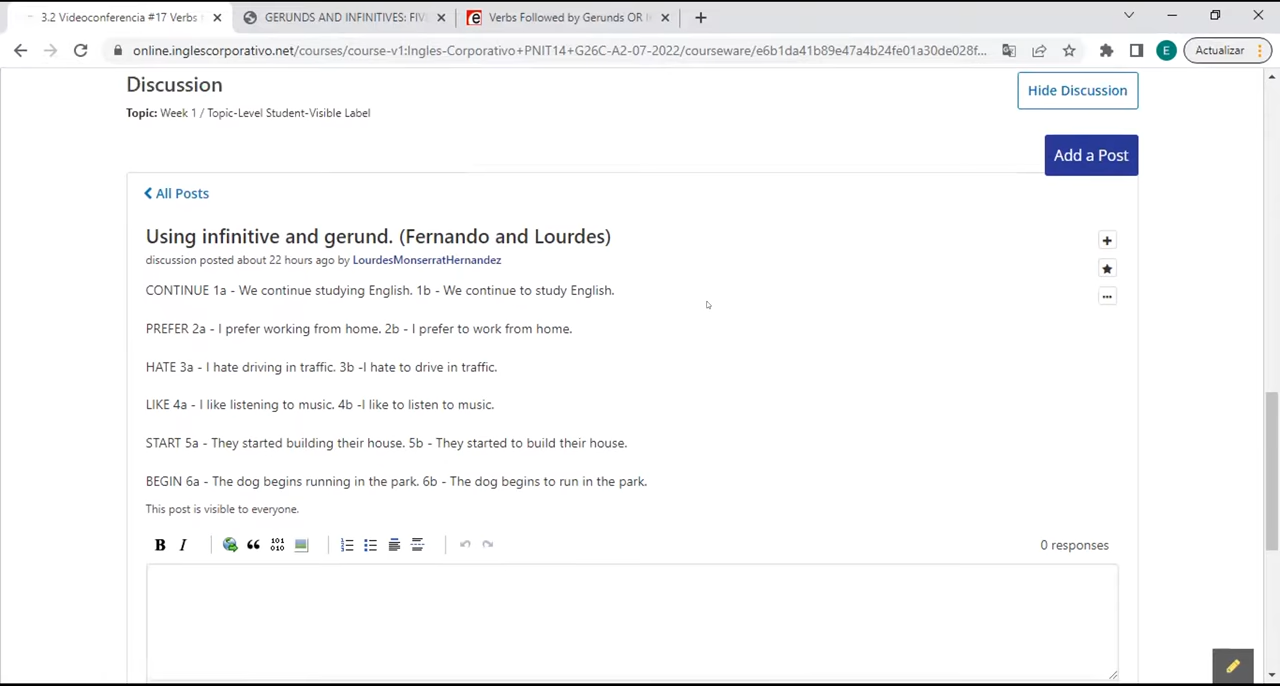 3.2 Videoconferencia #17 Verbs
GERUNDS AND INFINITIVES: FIV
Verbs Followed by Gerunds OR I
online.inglescorporativo.net/courses/course-v1:Ingles-Corporativo+PNIT14+G26C-A2-07-2022/courseware/e6b1da41b89e47a4b24fe01a30de028f...
E
Actualizar
Discussion
Hide Discussion
Topic: Week 1 / Topic-Level Student-Visible Label
Add a Post
All Posts
Using infinitive and gerund. (Fernando and Lourdes)
discussion posted about 22 hours ago by LourdesMonserratHernandez
CONTINUE 1a - We continue studying English. 1b - We continue to study English.
PREFER 2a - I prefer working from home. 2b - I prefer to work from home.
HATE 3a - I hate driving in traffic. 3b -I hate to drive in traffic.
LIKE 4a - I like listening to music. 4b -I like to listen to music.
START 5a - They started building their house. 5b - They started to build their house.
BEGIN 6a - The dog begins running in the park. 6b - The dog begins to run in the park.
This post is visible to everyone.
B I
101
010
0 responses